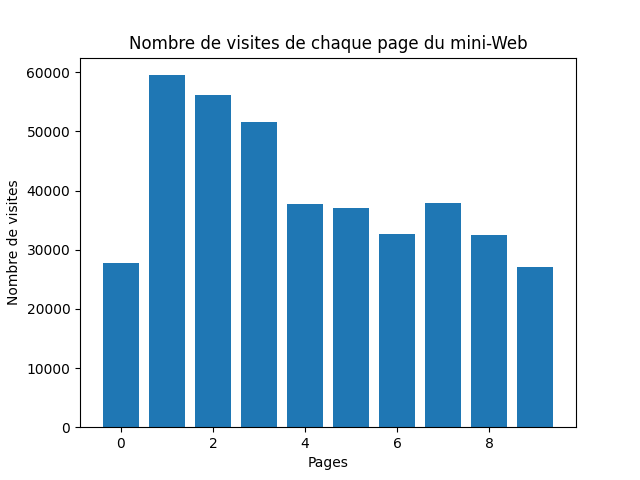 Nombre de visites de chaque page du mini-Web
60000
50000
40000
30000
20000
10000
0
Nombre de visites
0 2 4 6 8
Pages